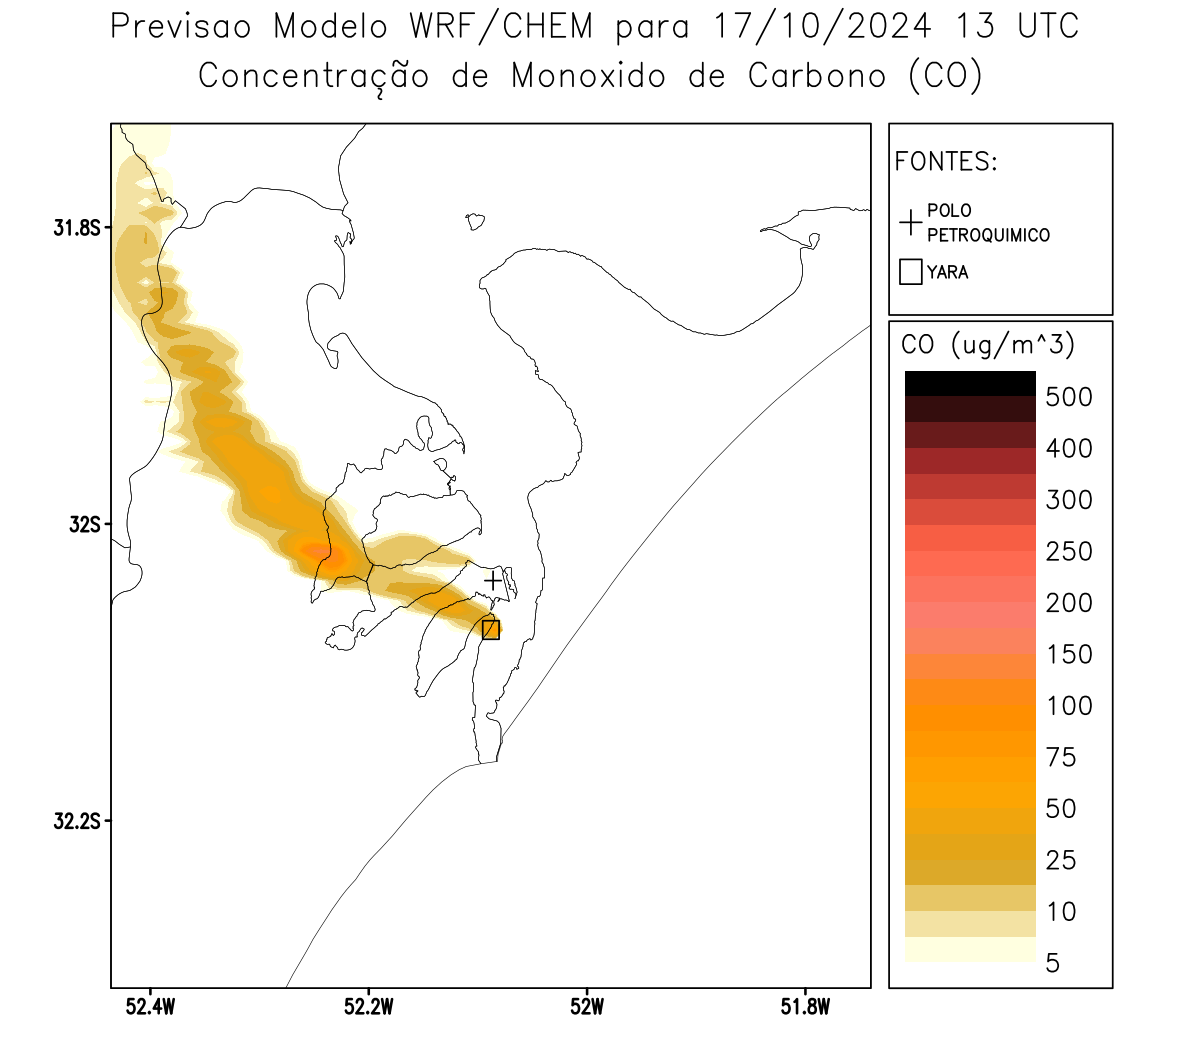 Previsao Modelo WRF/CHEM para 17/10/2024 13 UTC
Concentração de Monoxido de Carbono (CO)
FONTES:
POLO
PETROQUIMICO
YARA
CO (ug/m^3)
500
400
300
250
200
150
100
75
50
25
10
5
31.8S
32S
32.2S
52.4W
52.2W
52W
51.8W